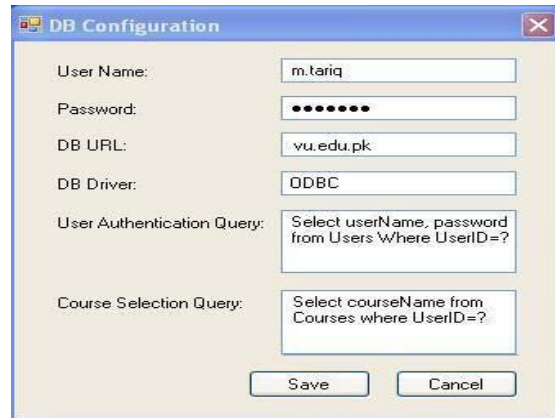 DB Configuration
User Name: m.tariq
Password: ●●●●●●●
DB URL: vu.edu.pk
DB Driver: ODBC
User Authentication Query: Select userName, password
from Users Where UserID=?
Course Selection Query: Select courseName from
Courses where UserID=?
Save Cancel